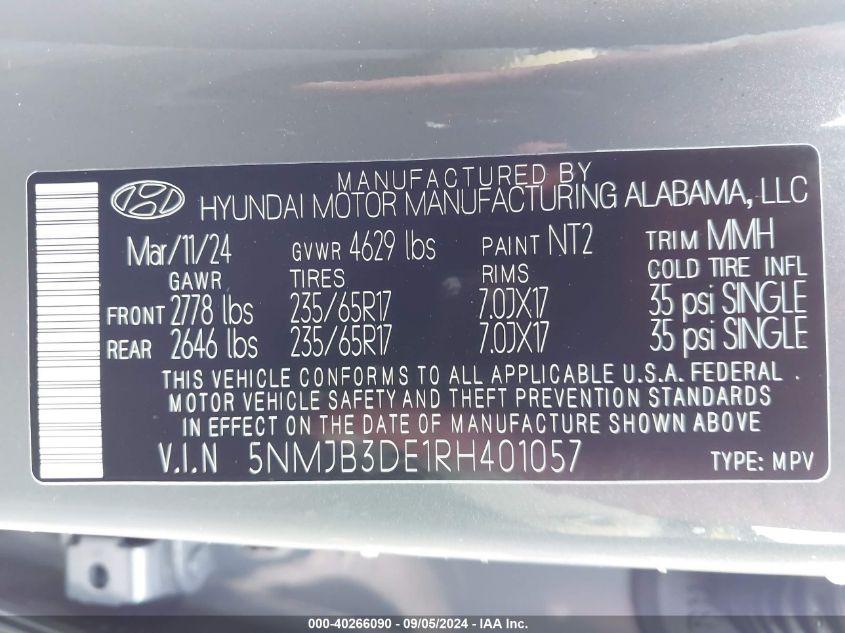 MANUFACTURED BY
HYUNDAI MOTOR MANUFACTURING ALABAMA, LLC
Mar/11/24 GVWR 4629 lbs PAINT NT2 TRIM MMH
GAWR TIRES RIMS COLD TIRE INFL
FRONT 2778 lbs 235/65R17 7.0JX17 35 psi SINGLE
REAR 2646 lbs 235/65R17 7.0JX17 35 psi SINGLE
THIS VEHICLE CONFORMS TO ALL APPLICABLE U.S.A. FEDERAL
MOTOR VEHICLE SAFETY AND THEFT PREVENTION STANDARDS
IN EFFECT ON THE DATE OF MANUFACTURE SHOWN ABOVE
V.I.N 5NMJB3DE1RH401057 TYPE: MPV
000-40266090 - 09/05/2024 - IAA Inc.